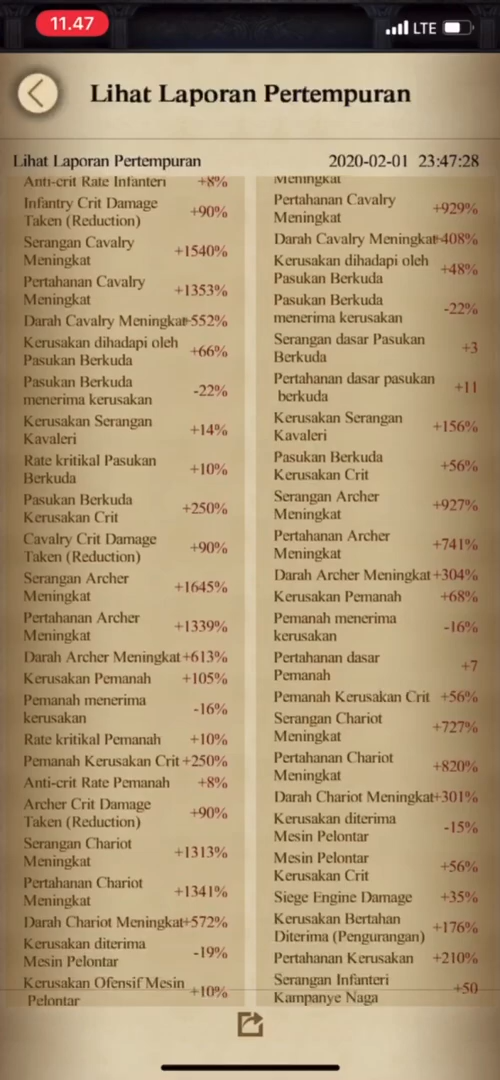 11.47
LTE
Lihat Laporan Pertempuran
Lihat Laporan Pertempuran 2020-02-01 23:47:28
Anti-crit Rate Infanteri +8%
Infantry Crit Damage
Taken (Reduction) +90%
Serangan Cavalry
Meningkat +1540%
Pertahanan Cavalry
Meningkat +1353%
Darah Cavalry Meningkat+552%
Kerusakan dihadapi oleh
Pasukan Berkuda +66%
Pasukan Berkuda
menerima kerusakan -22%
Kerusakan Serangan
Kavaleri +14%
Rate kritikal Pasukan
Berkuda +10%
Pasukan Berkuda
Kerusakan Crit +250%
Cavalry Crit Damage
Taken (Reduction) +90%
Serangan Archer
Meningkat +1645%
Pertahanan Archer
Meningkat +1339%
Darah Archer Meningkat +613%
Kerusakan Pemanah +105%
Pemanah menerima
kerusakan -16%
Rate kritikal Pemanah +10%
Pemanah Kerusakan Crit +250%
Anti-crit Rate Pemanah +8%
Archer Crit Damage
Taken (Reduction) +90%
Serangan Chariot
Meningkat +1313%
Pertahanan Chariot
Meningkat +1341%
Darah Chariot Meningkat+572%
Kerusakan diterima
Mesin Pelontar -19%
Kerusakan Ofensif Mesin
Pelontar +10%
Meningkat
Pertahanan Cavalry
Meningkat +929%
Darah Cavalry Meningkat+408%
Kerusakan dihadapi oleh
Pasukan Berkuda +48%
Pasukan Berkuda
menerima kerusakan -22%
Serangan dasar Pasukan
Berkuda +3
Pertahanan dasar pasukan
berkuda +11
Kerusakan Serangan
Kavaleri +156%
Pasukan Berkuda
Kerusakan Crit +56%
Serangan Archer
Meningkat +927%
Pertahanan Archer
Meningkat +741%
Darah Archer Meningkat +304%
Kerusakan Pemanah +68%
Pemanah menerima
kerusakan -16%
Pertahanan dasar
Pemanah +7
Pemanah Kerusakan Crit +56%
Serangan Chariot
Meningkat +727%
Pertahanan Chariot
Meningkat +820%
Darah Chariot Meningkat+301%
Kerusakan diterima
Mesin Pelontar -15%
Mesin Pelontar
Kerusakan Crit +56%
Siege Engine Damage +35%
Kerusakan Bertahan
Diterima (Pengurangan) +176%
Pertahanan Kerusakan +210%
Serangan Infanteri
Kampanye Naga +50